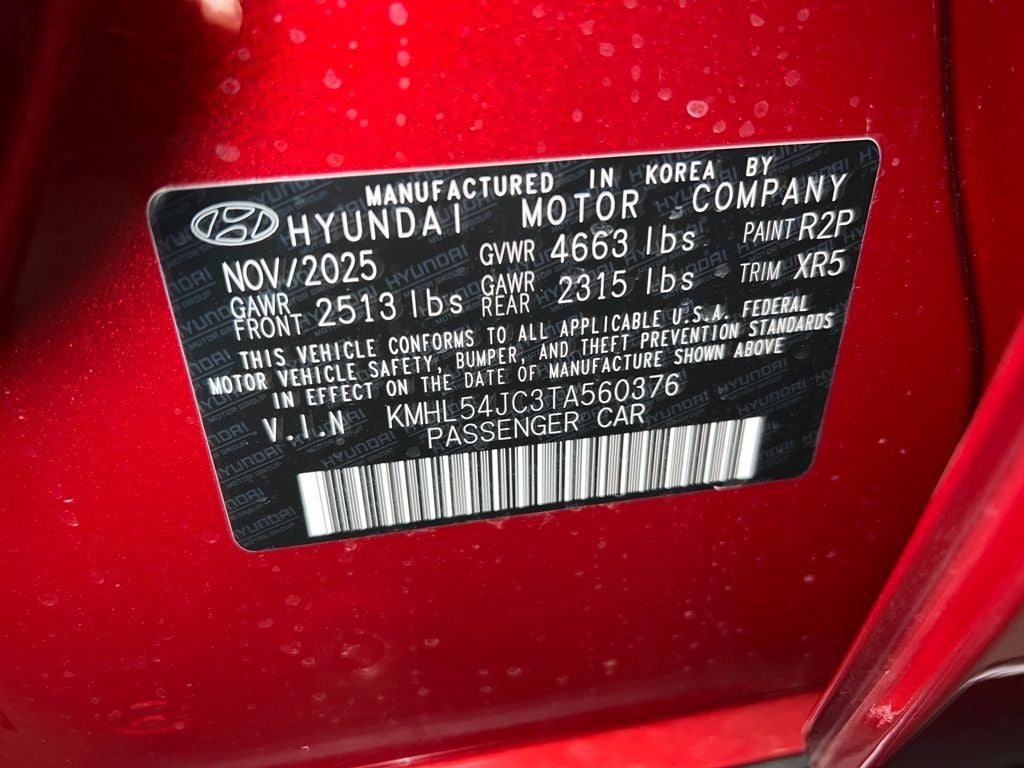 MANUFACTURED IN KOREA BY
HYUNDAI MOTOR COMPANY
NOV/2025 GVWR 4663 lbs PAINT R2P
GAWR FRONT 2513 lbs GAWR REAR 2315 lbs TRIM XR5
THIS VEHICLE CONFORMS TO ALL APPLICABLE U.S.A. FEDERAL
MOTOR VEHICLE SAFETY, BUMPER, AND THEFT PREVENTION STANDARDS
IN EFFECT ON THE DATE OF MANUFACTURE SHOWN ABOVE
V.I.N KMHL54JC3TA560376
PASSENGER CAR